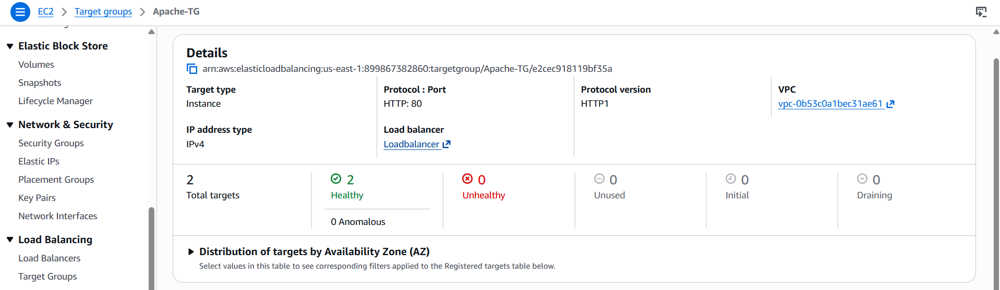 EC2 > Target groups > Apache-TG
Elastic Block Store
Volumes
Snapshots
Lifecycle Manager
Network & Security
Security Groups
Elastic IPs
Placement Groups
Key Pairs
Network Interfaces
Load Balancing
Load Balancers
Target Groups
Details
arn:aws:elasticloadbalancing:us-east-1:899867382860:targetgroup/Apache-TG/e2cec918119bf35a
Target type
Instance
Protocol : Port
HTTP: 80
Protocol version
HTTP1
VPC
vpc-0b53c0a1bec31ae61
IP address type
IPv4
Load balancer
Loadbalancer
2
Total targets
2
Healthy
0 Anomalous
0
Unhealthy
0
Unused
0
Initial
0
Draining
Distribution of targets by Availability Zone (AZ)
Select values in this table to see corresponding filters applied to the Registered targets table below.